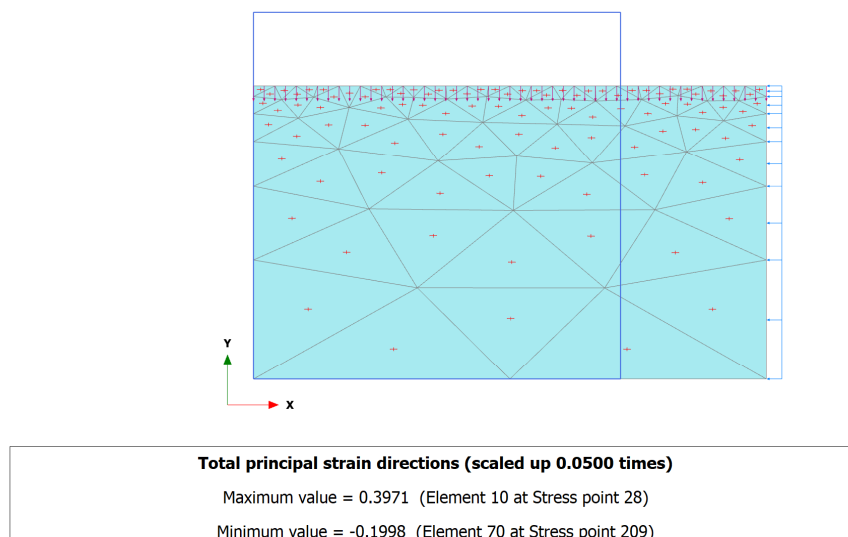 Y
X
Total principal strain directions (scaled up 0.0500 times)
Maximum value = 0.3971 (Element 10 at Stress point 28)
Minimum value = -0.1998 (Element 70 at Stress point 209)